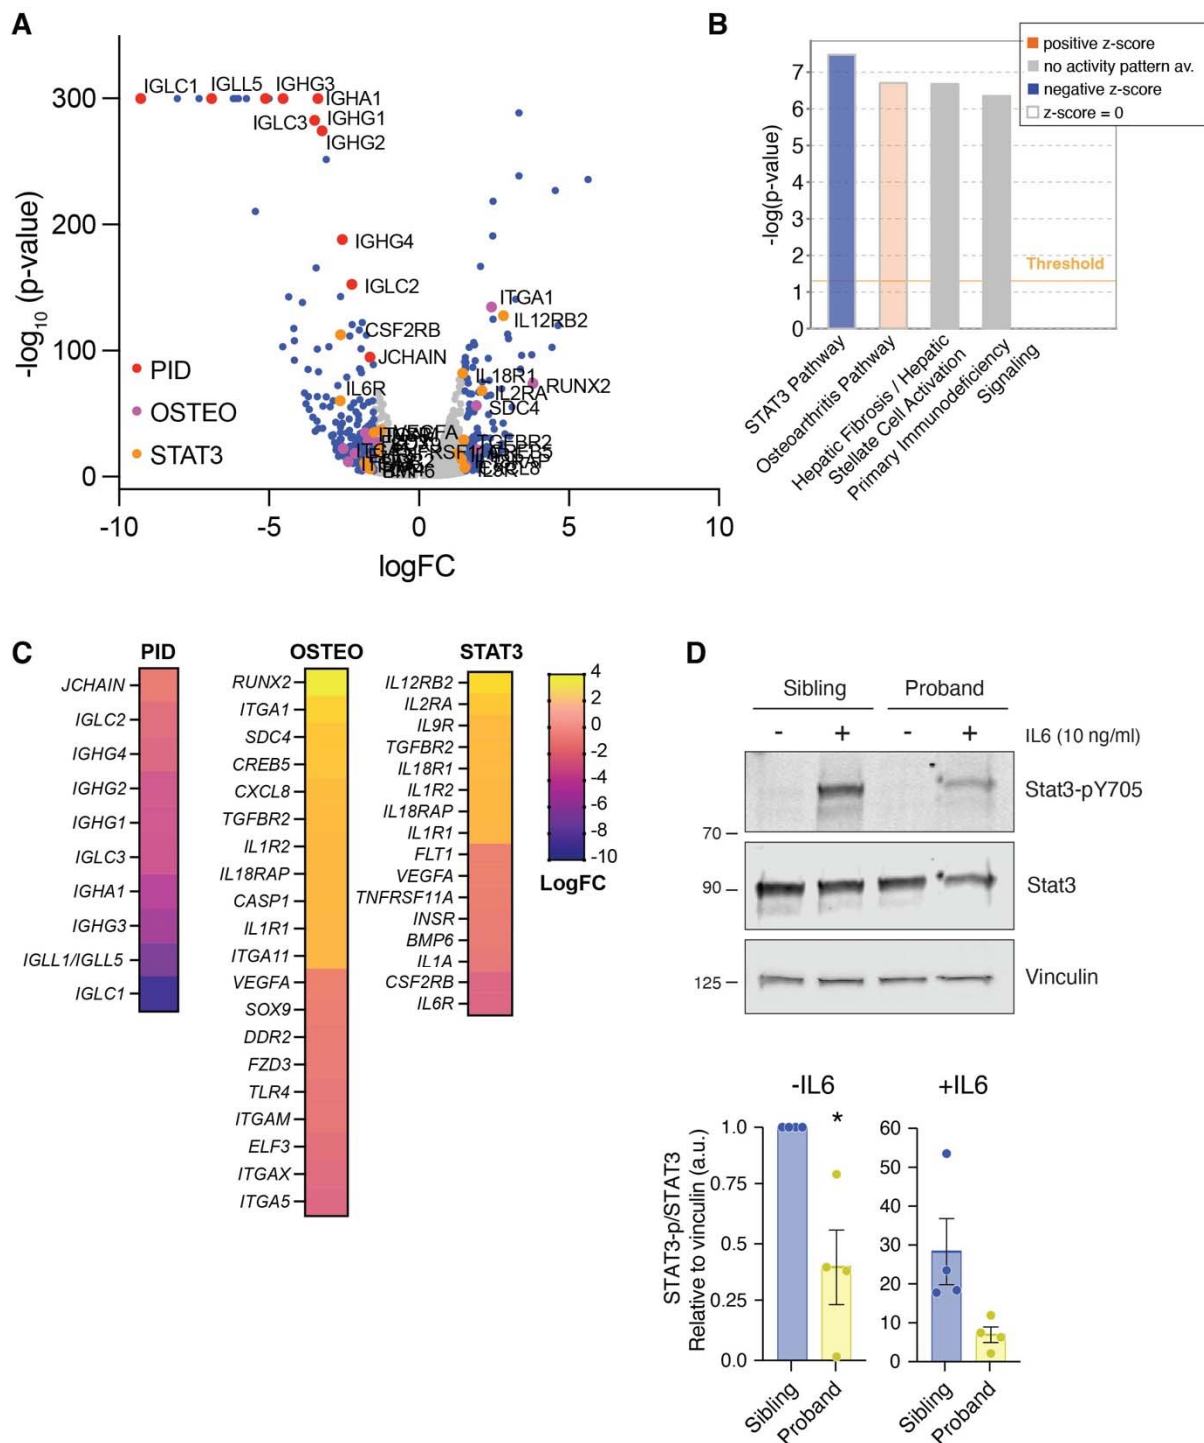 A
300
200
100
0
-log10 (p-value)
-10
-5
0
5
10
logFC
IGLC1
IGLL5
IGHG3
IGHA1
IGLC3
IGHG1
IGHG2
IGHG4
IGLC2
CSF2RB
JCHAIN
IL6R
ITGA1
IL12RB2
IL18R1
IL2RA
RUNX2
SDC4
VEGFA
TGFBR2
BMP6
PID
OSTEO
STAT3
B
positive z-score
no activity pattern av.
negative z-score
z-score = 0
-log(p-value)
7
6
5
4
3
2
1
0
Threshold
STAT3 Pathway
Osteoarthritis Pathway
Hepatic Fibrosis / Hepatic
Stellate Cell Activation
Primary Immunodeficiency
Signaling
C
PID
JCHAIN
IGLC2
IGHG4
IGHG2
IGHG1
IGLC3
IGHA1
IGHG3
IGLL1/IGLL5
IGLC1
OSTEO
RUNX2
ITGA1
SDC4
CREB5
CXCL8
TGFBR2
IL1R2
IL18RAP
CASP1
IL1R1
ITGA11
VEGFA
SOX9
DDR2
FZD3
TLR4
ITGAM
ELF3
ITGAX
ITGA5
STAT3
IL12RB2
IL2RA
IL9R
TGFBR2
IL18R1
IL1R2
IL18RAP
IL1R1
FLT1
VEGFA
TNFRSF11A
INSR
BMP6
IL1A
CSF2RB
IL6R
4
2
0
-2
-4
-6
-8
-10
LogFC
D
Sibling
Proband
- + - + IL6 (10 ng/ml)
Stat3-pY705
70
90
Stat3
125
Vinculin
-IL6
+IL6
STAT3-p/STAT3
Relative to vinculin (a.u.)
1.0
0.75
0.5
0.25
0.0
*
Sibling
Proband
60
50
40
30
20
10
0
Sibling
Proband